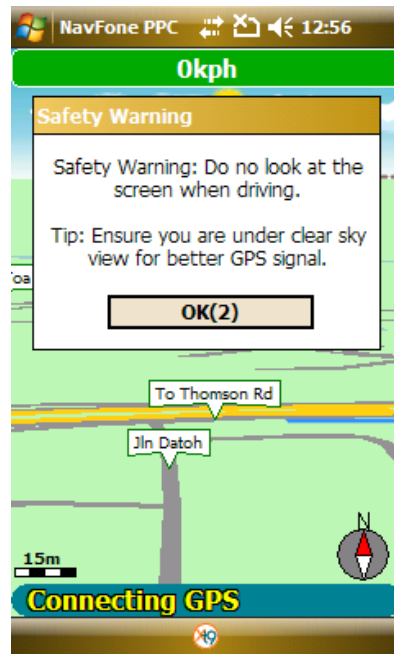 NavFone PPC 12:56
0kph
Safety Warning
Safety Warning: Do no look at the
screen when driving.
Tip: Ensure you are under clear sky
view for better GPS signal.
OK(2)
To Thomson Rd
Jln Datoh
N
15m
Connecting GPS